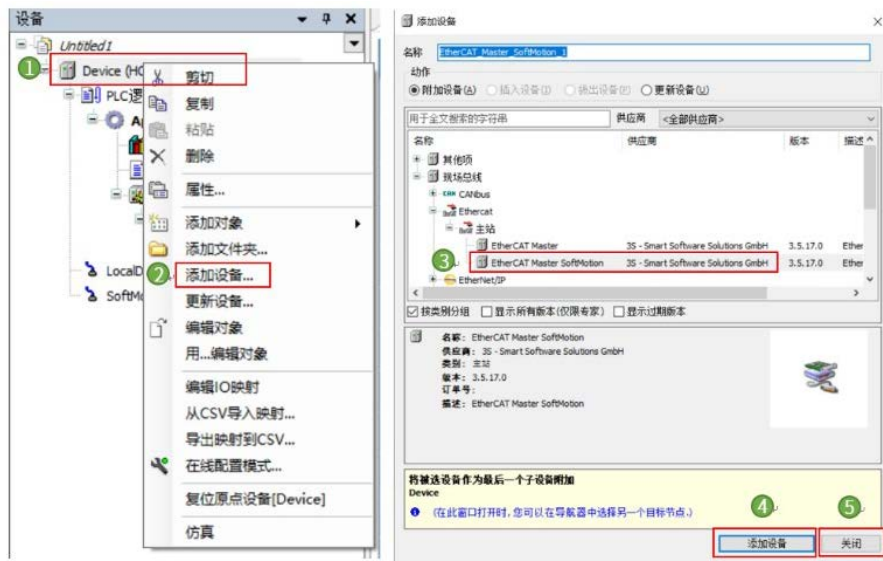 设备
Untitled1
① Device (HO
PLC逻
Ap
LocalD
SoftMo
剪切
复制
粘贴
删除
属性...
添加对象
添加文件夹...
② 添加设备...
更新设备...
编辑对象
用...编辑对象
编辑IO映射
从CSV导入映射...
导出映射到CSV...
在线配置模式...
复位原点设备[Device]
仿真
添加设备
名称 EtherCAT_Master_SoftMotion_1
动作
附加设备(A) 插入设备(I) 拔出设备(P) 更新设备(U)
用于全文搜索的字符串 供应商 <全部供应商>
名称 供应商 版本 描述
其他项
现场总线
CAN CANbus
Ethercat
主站
EtherCAT Master 3S - Smart Software Solutions GmbH 3.5.17.0 Ether
③ EtherCAT Master SoftMotion 3S - Smart Software Solutions GmbH 3.5.17.0 Ether
EtherNet/IP
按类别分组 显示所有版本(仅限专家) 显示过期版本
名称: EtherCAT Master SoftMotion
供应商: 3S - Smart Software Solutions GmbH
类别: 主站
版本: 3.5.17.0
订单号:
描述: EtherCAT Master SoftMotion
将被选设备作为最后一个子设备附加
Device
(在此窗口打开时,您可以在导航器中选择另一个目标节点.)
④ ⑤
添加设备 关闭